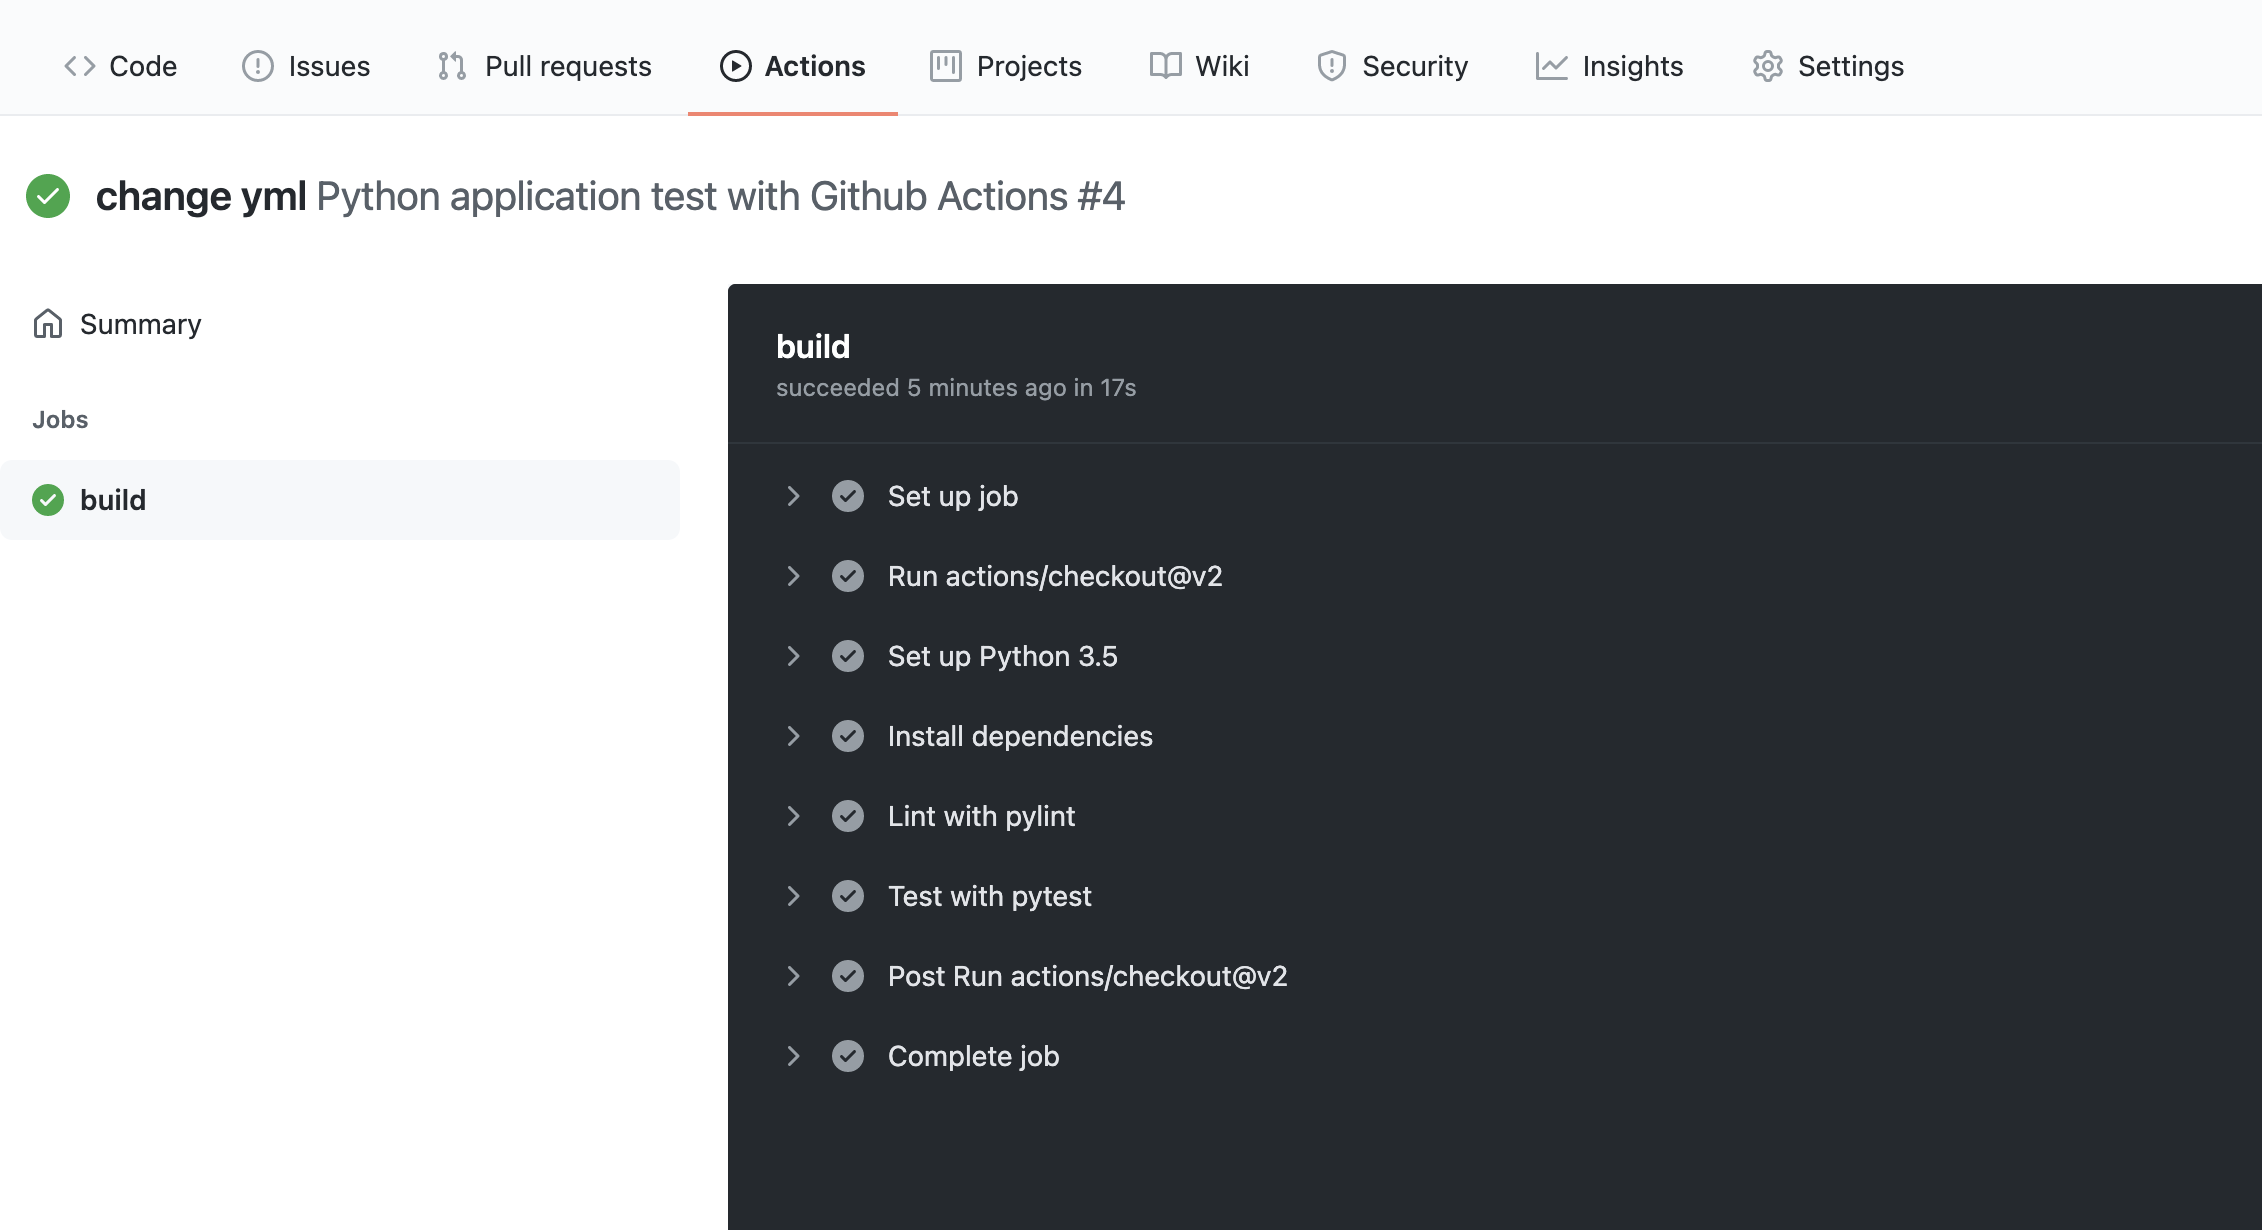 Code Issues Pull requests Actions Projects Wiki Security Insights Settings
change yml Python application test with Github Actions #4
Summary
Jobs
build
build
succeeded 5 minutes ago in 17s
Set up job
Run actions/checkout@v2
Set up Python 3.5
Install dependencies
Lint with pylint
Test with pytest
Post Run actions/checkout@v2
Complete job